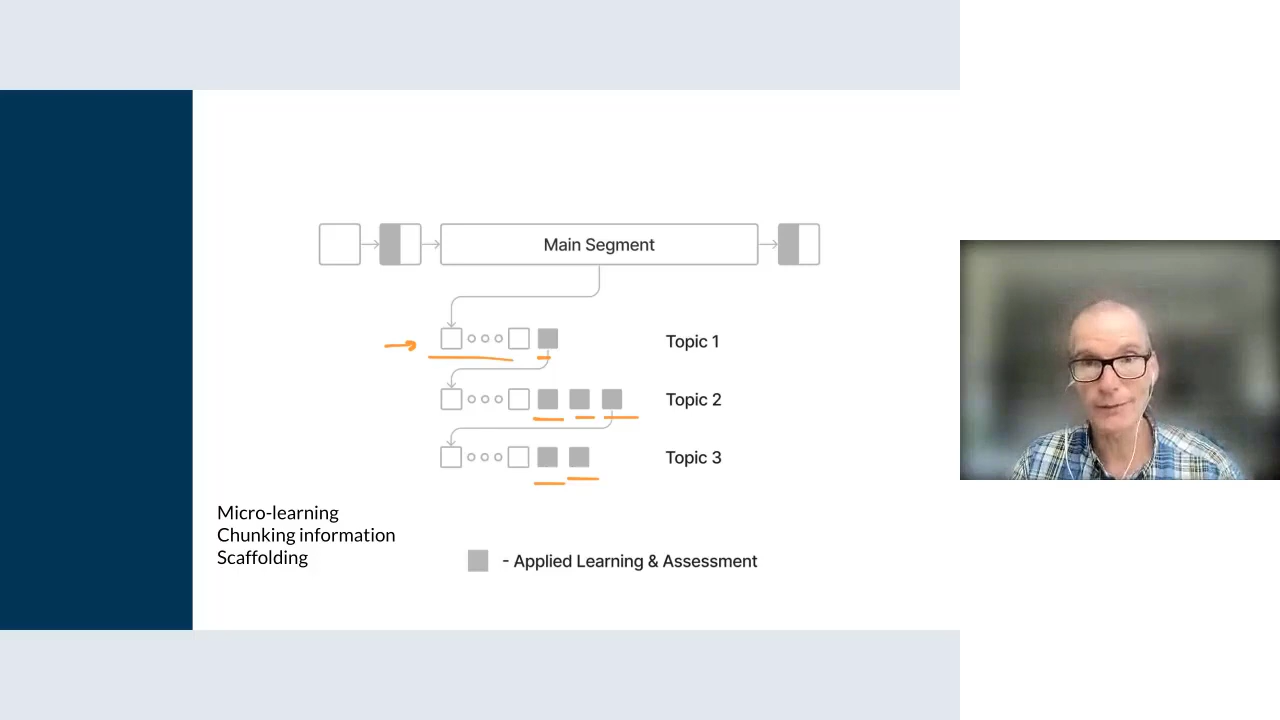 Main Segment
Topic 1
Topic 2
Topic 3
Micro-learning
Chunking information
Scaffolding
- Applied Learning & Assessment